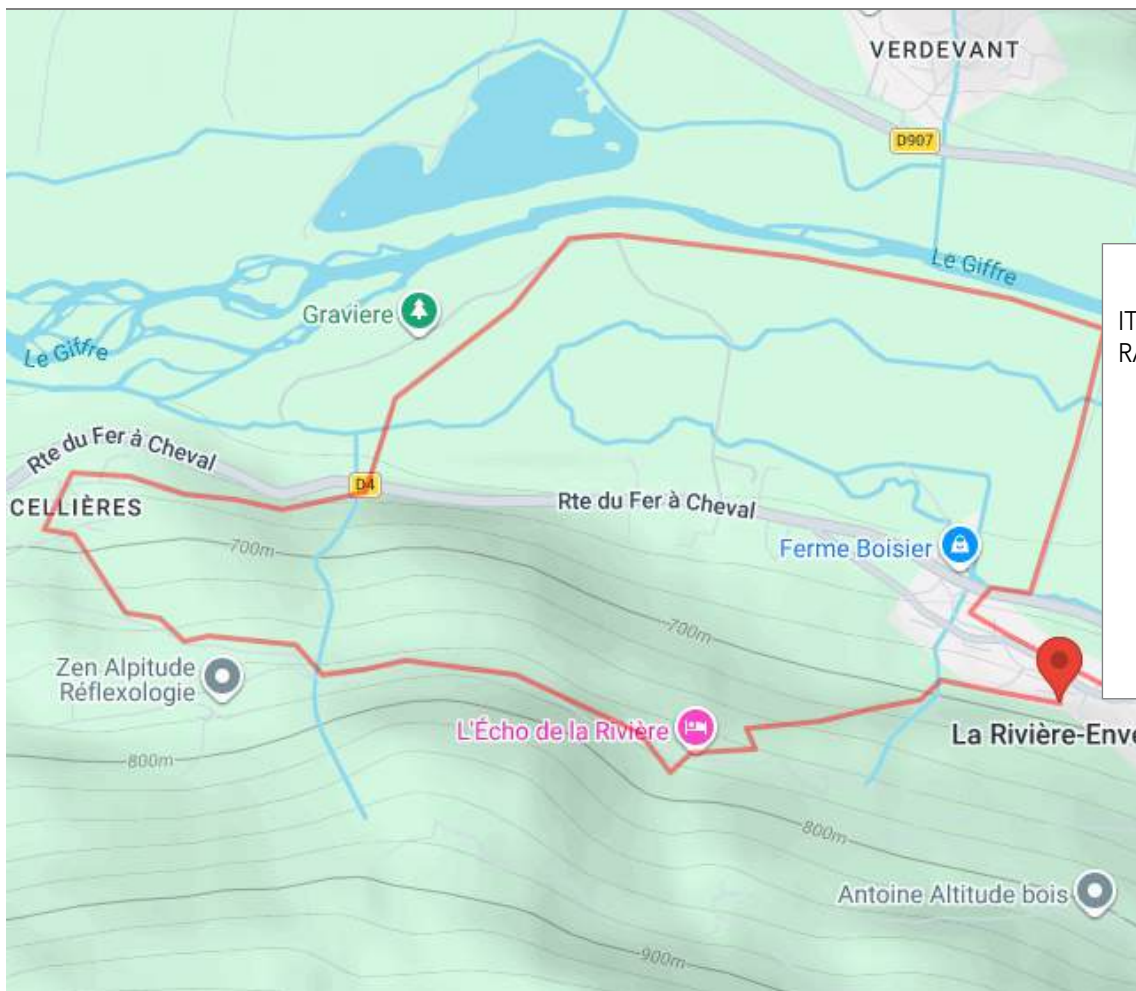 VERDEVANT
D907
Le Giffre
IT
RA
Graviere
Le Giffre
Rte du Fer à Cheval
D4
CELLIÈRES
Rte du Fer à Cheval
Ferme Boisier
700m
700m
Zen Alpitude
Réflexologie
L'Écho de la Rivière
La Rivière-Enve
800m
800m
Antoine Altitude bois
900m